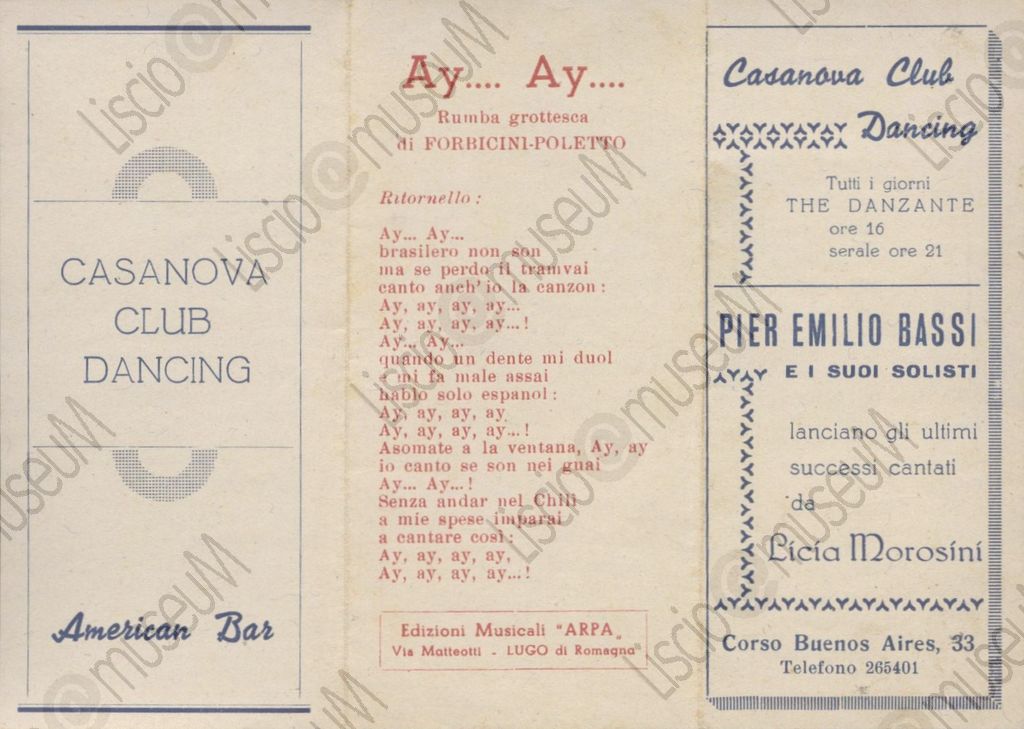 CASANOVA
CLUB
DANCING
American Bar
Ay.... Ay....
Rumba grottesca
di FORBICINI-POLETTO
Ritornello :
Ay... Ay...
brasilero non son
ma se perdo il tramvai
canto anch' io la canzon :
Ay, ay, ay, ay...
Ay, ay, ay, ay...!
Ay... Ay...
quando un dente mi duol
e mi fa male assai
hablo solo espanol :
Ay, ay, ay, ay
Ay, ay, ay, ay...!
Asomate a la ventana, Ay, ay
io canto se son nei guai
Ay... Ay...!
Senza andar nel Chilì
a mie spese imparai
a cantare così :
Ay, ay, ay, ay,
Ay, ay, ay, ay...!
Edizioni Musicali "ARPA„
Via Matteotti - LUGO di Romagna
Casanova Club
Dancing
Tutti i giorni
THE DANZANTE
ore 16
serale ore 21
PIER EMILIO BASSI
E I SUOI SOLISTI
lanciano gli ultimi
successi cantati
da
Licia Morosini
Corso Buenos Aires, 33
Telefono 265401
Liscio@museuM